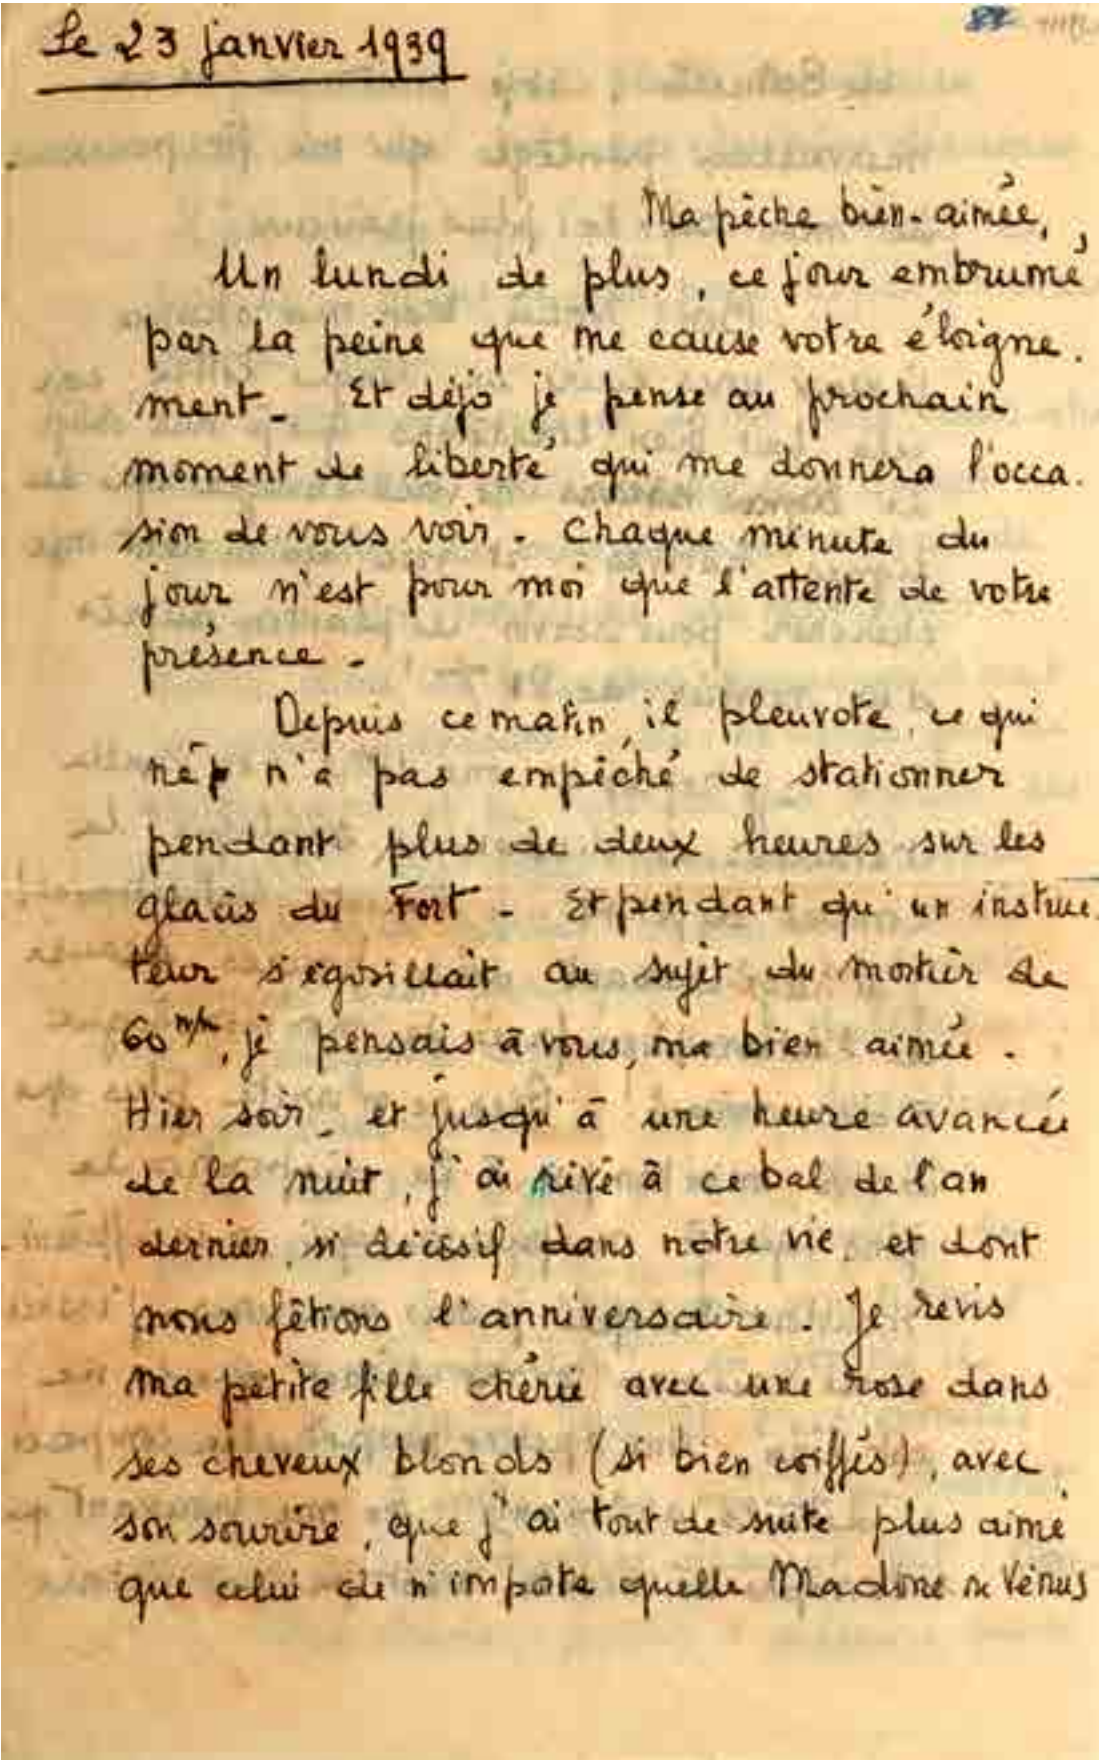 Le 23 janvier 1939
Ma pêche bien-aimée,
Un lundi de plus, ce jour embrumé
par la peine que me cause votre éloigne-
ment. Et déjà je pense au prochain
moment de liberté qui me donnera l'occa-
sion de vous voir. Chaque minute du
jour n'est pour moi que l'attente de votre
présence.
Depuis ce matin, il pleuvote, ce qui
n'a pas empêché de stationner
pendant plus de deux heures sur les
glacis du Fort. Et pendant qu'un instruc-
teur s'égosillait au sujet du mortier de
60 m/m, je pensais à vous, ma bien aimée.
Hier soir, et jusqu'à une heure avancée
de la nuit, j'ai rêvé à ce bal de l'an
dernier, si décisif dans notre vie, et dont
nous fêtions l'anniversaire. Je revis
ma petite fille chérie avec une rose dans
ses cheveux blonds (si bien coiffés), avec
son sourire, que j'ai tout de suite plus aimé
que celui de n'importe quelle Madone ou Vénus